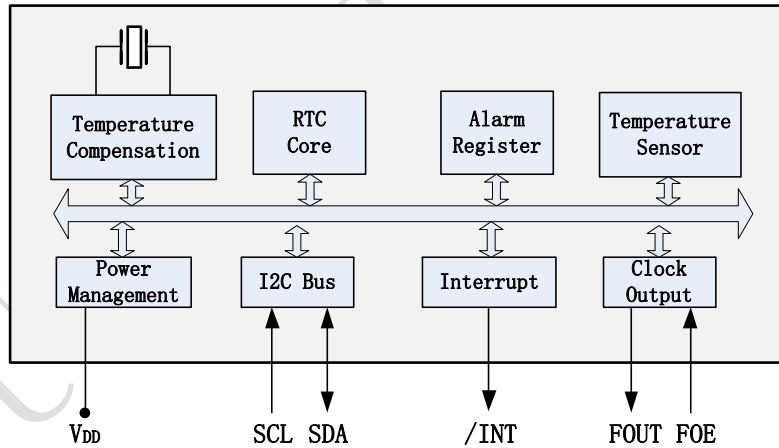 Temperature
Compensation
RTC
Core
Alarm
Register
Temperature
Sensor
Power
Management
I2C Bus
Interrupt
Clock
Output
VDD
SCL SDA
/INT
FOUT FOE